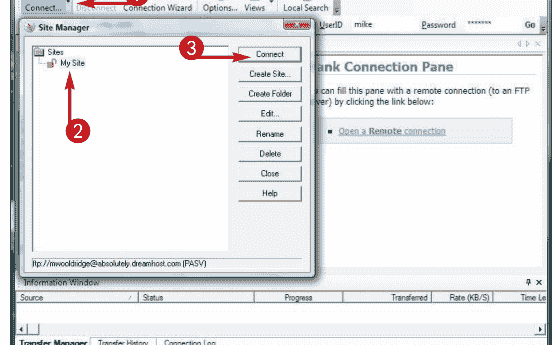 Connect... Disconnect Connection Wizard Options... Views Local Search
Site Manager
UserID mike Password ******* Go
3
Sites
My Site
2
Connect
Create Site...
Create Folder
Edit...
Rename
Delete
Close
Help
ank Connection Pane
u can fill this pane with a remote connection (to an FTP
ver) by clicking the link below:
Open a Remote connection
ftp://mwooldridge@absolutely.dreamhost.com (PASV)
Information Window
Source / Status Progress Transferred Rate (KB/S) Time Le
Transfer Manager Transfer History Connection Log